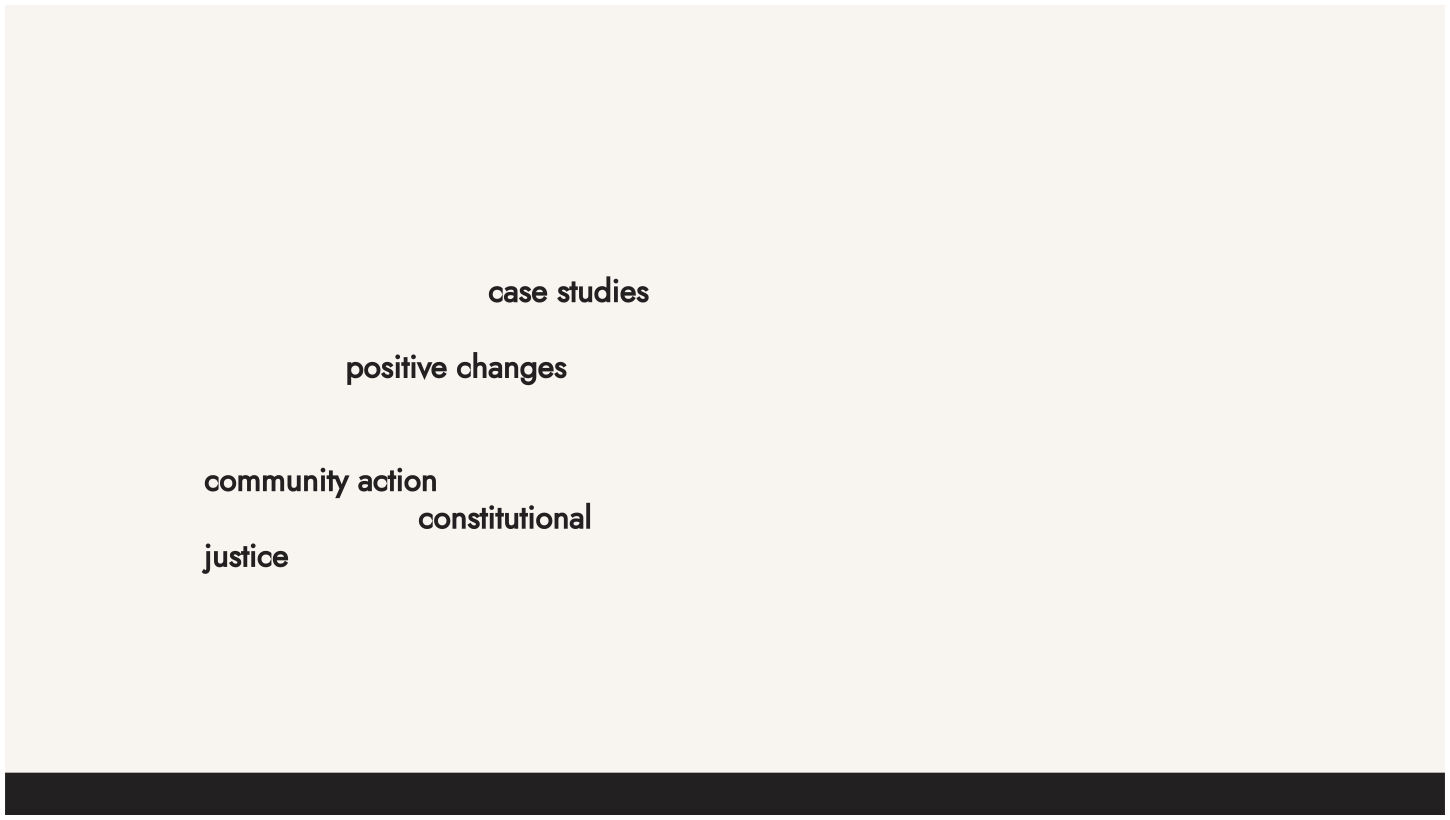 case studies
positive changes
community action
constitutional
justice